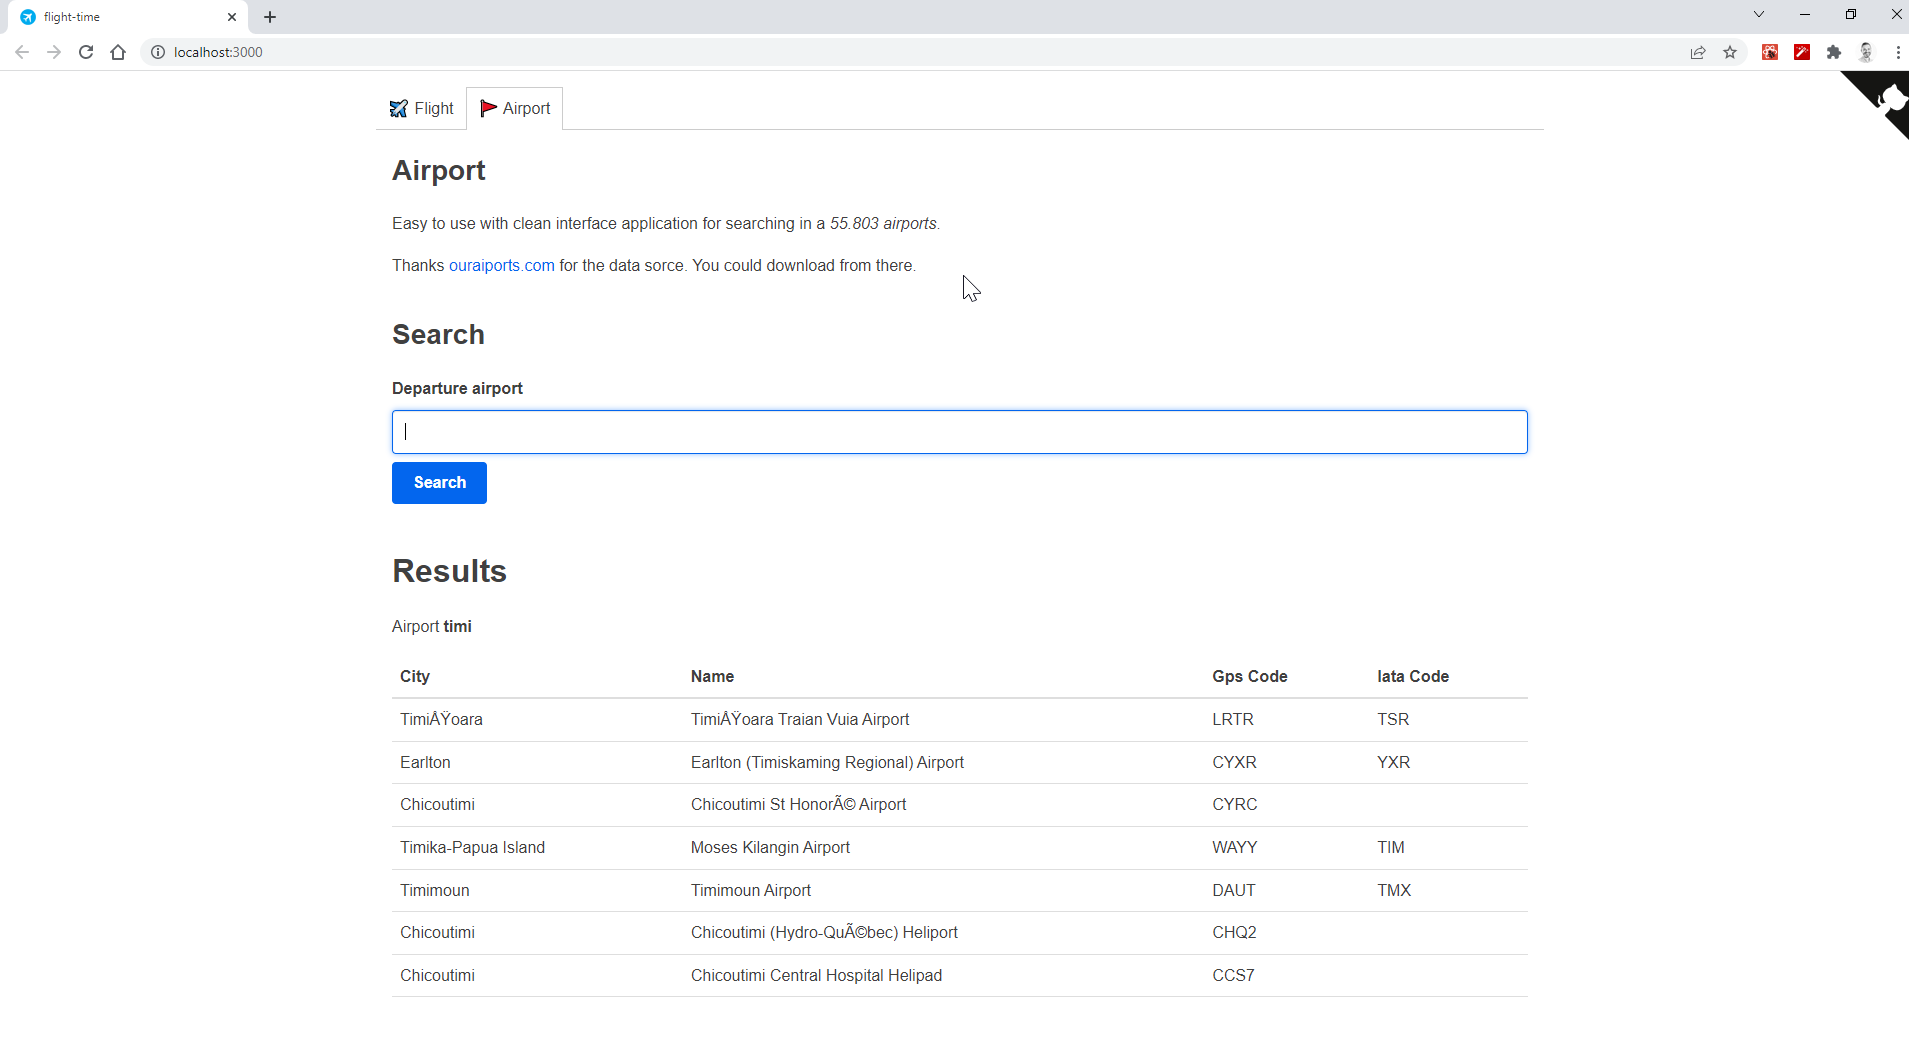 flight-time
localhost:3000
Flight Airport
Airport
Easy to use with clean interface application for searching in a 55.803 airports.
Thanks ouraiports.com for the data sorce. You could download from there.
Search
Departure airport
Search
Results
Airport timi
City Name Gps Code Iata Code
TimiÅŸoara TimiÅŸoara Traian Vuia Airport LRTR TSR
Earlton Earlton (Timiskaming Regional) Airport CYXR YXR
Chicoutimi Chicoutimi St HonorÃ© Airport CYRC
Timika-Papua Island Moses Kilangin Airport WAYY TIM
Timimoun Timimoun Airport DAUT TMX
Chicoutimi Chicoutimi (Hydro-QuÃ©bec) Heliport CHQ2
Chicoutimi Chicoutimi Central Hospital Helipad CCS7